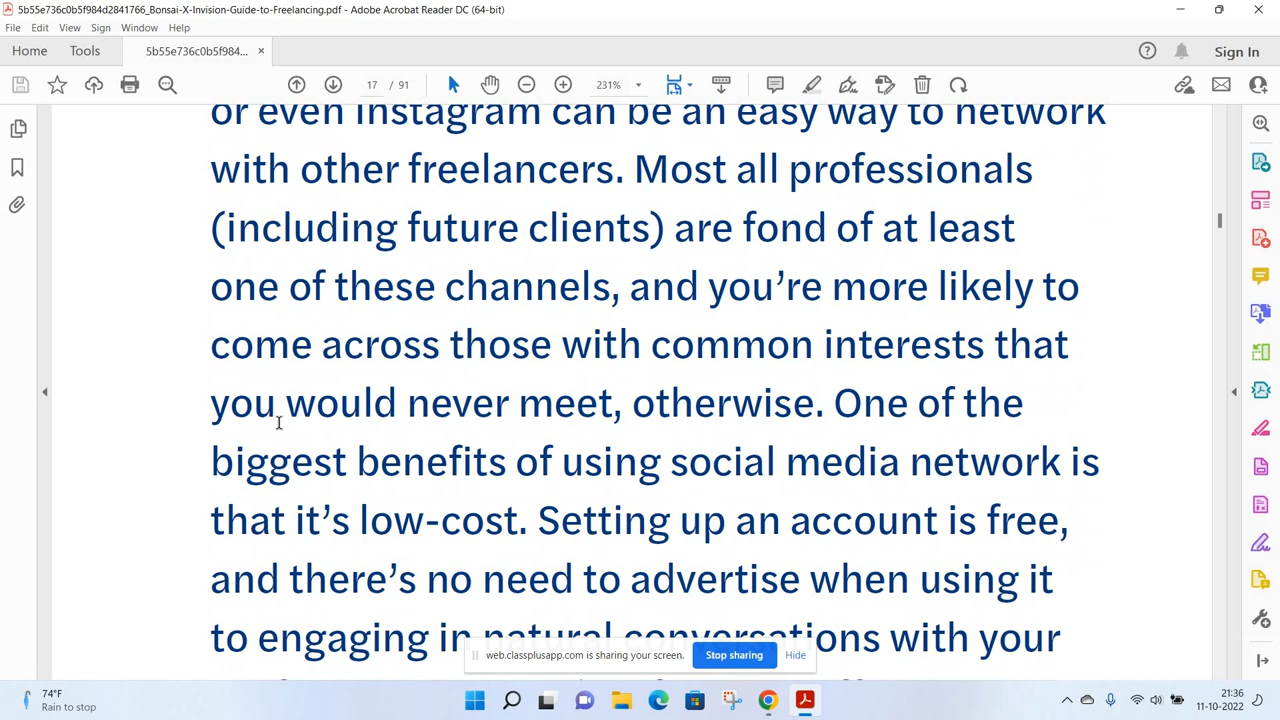 5b55e736c0b5f984d2841766_Bonsai-X-Invision-Guide-to-Freelancing.pdf - Adobe Acrobat Reader DC (64-bit)
File Edit View Sign Window Help
Home Tools 5b55e736c0b5f984... × Sign In
17 / 91 231%
or even Instagram can be an easy way to network
with other freelancers. Most all professionals
(including future clients) are fond of at least
one of these channels, and you’re more likely to
come across those with common interests that
you would never meet, otherwise. One of the
biggest benefits of using social media network is
that it’s low-cost. Setting up an account is free,
and there’s no need to advertise when using it
to engaging in natural conversations with your
web.classplusapp.com is sharing your screen. Stop sharing Hide
74°F
Rain to stop
21:36
11-10-2022